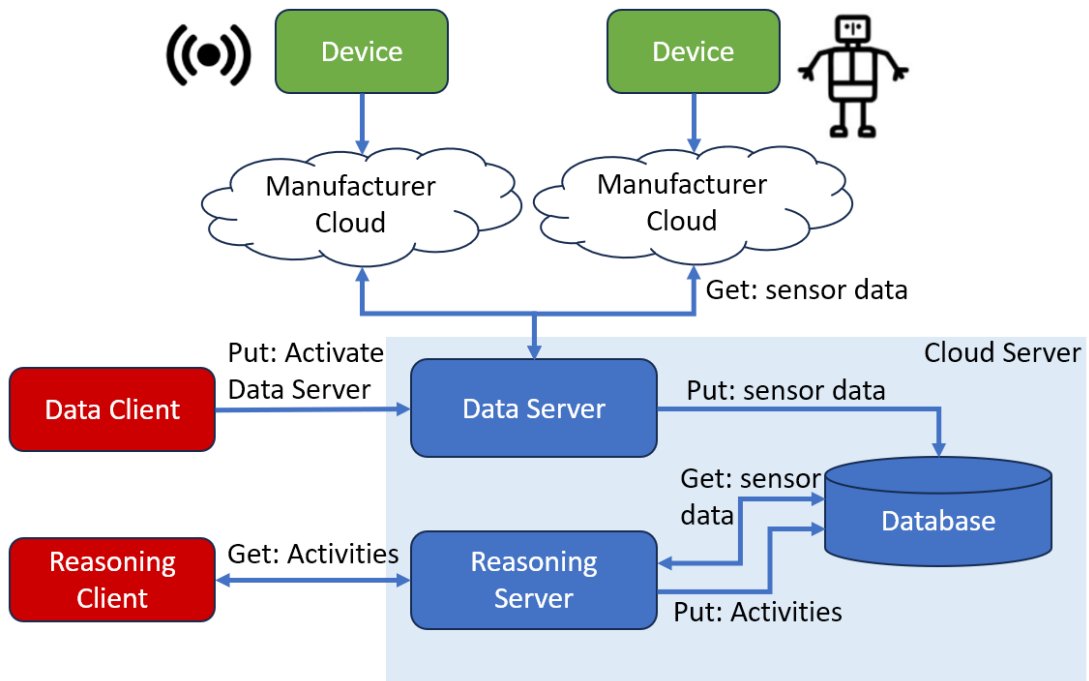 Device
Device
Manufacturer
Cloud
Manufacturer
Cloud
Get: sensor data
Put: Activate
Data Server
Cloud Server
Data Client
Data Server
Put: sensor data
Get: sensor
data
Database
Reasoning
Client
Get: Activities
Reasoning
Server
Put: Activities